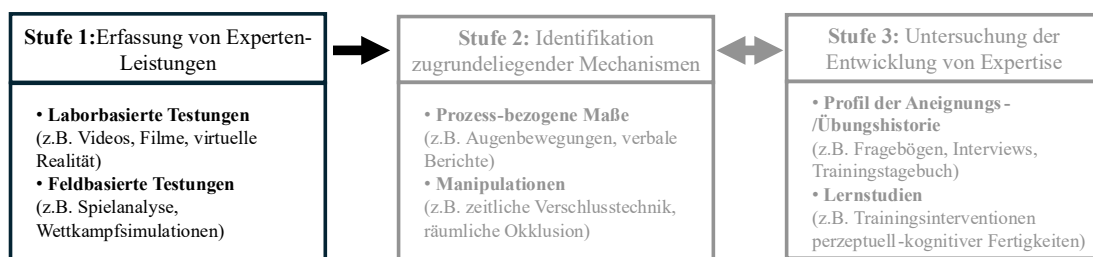 Stufe 1:Erfassung von Experten-
Leistungen
• Laborbasierte Testungen
(z.B. Videos, Filme, virtuelle
Realität)
• Feldbasierte Testungen
(z.B. Spielanalyse,
Wettkampfsimulationen)
Stufe 2: Identifikation
zugrundeliegender Mechanismen
• Prozess-bezogene Maße
(z.B. Augenbewegungen, verbale
Berichte)
• Manipulationen
(z.B. zeitliche Verschlusstechnik,
räumliche Okklusion)
Stufe 3: Untersuchung der
Entwicklung von Expertise
• Profil der Aneignungs-
/Übungshistorie
(z.B. Fragebögen, Interviews,
Trainingstagebuch)
• Lernstudien
(z.B. Trainingsinterventionen
perzeptuell-kognitiver Fertigkeiten)